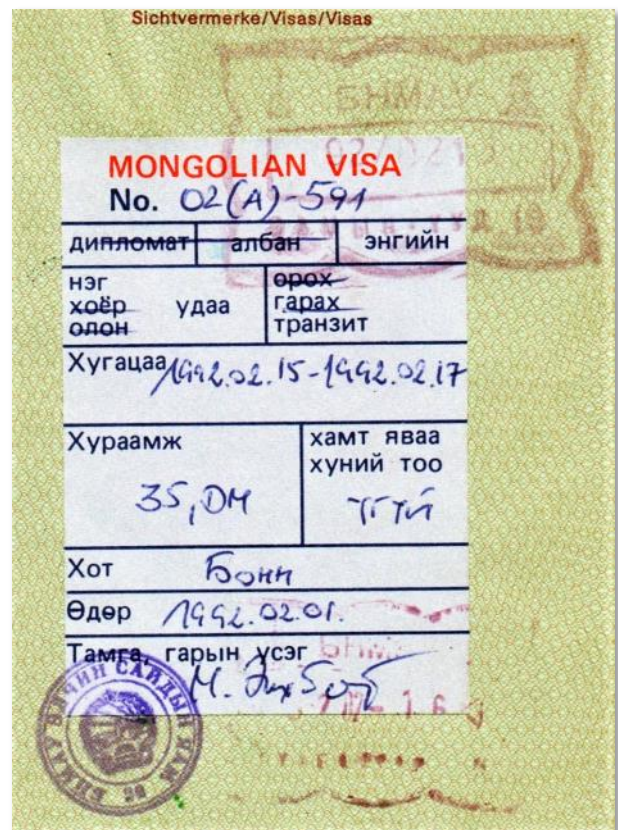 Sichtvermerke/Visas/Visas
БНМАУ
MONGOLIAN VISA
No. 02(A)-591
дипломат албан энгийн
нэг
хоёр удаа
олон
орох
гарах
транзит
Хугацаа 1992.02.15-1992.02.17
Хураамж
35,DM
хамт яваа
хуний тоо
үгүй
Хот Бонн
Өдөр 1992.02.01.
Тамга, гарын үсэг